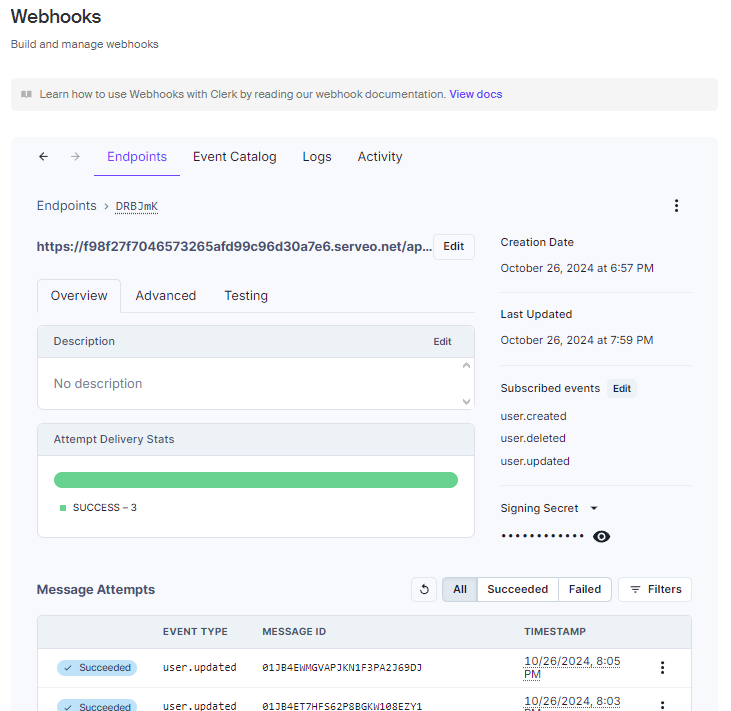 Webhooks
Build and manage webhooks
Learn how to use Webhooks with Clerk by reading our webhook documentation. View docs
Endpoints Event Catalog Logs Activity
Endpoints > DRBJmK
https://f98f27f7046573265afd99c96d30a7e6.serveo.net/ap... Edit
Creation Date
October 26, 2024 at 6:57 PM
Overview Advanced Testing
Last Updated
October 26, 2024 at 7:59 PM
Description Edit
No description
Subscribed events Edit
user.created
user.deleted
user.updated
Attempt Delivery Stats
SUCCESS – 3
Signing Secret
••••••••••••
Message Attempts
All Succeeded Failed Filters
EVENT TYPE MESSAGE ID TIMESTAMP
Succeeded user.updated 01JB4EWMGVAPJKN1F3PA2J69DJ 10/26/2024, 8:05
PM
Succeeded user.updated 01JB4ET7HFS62P8BGKW108EZY1 10/26/2024, 8:03
PM